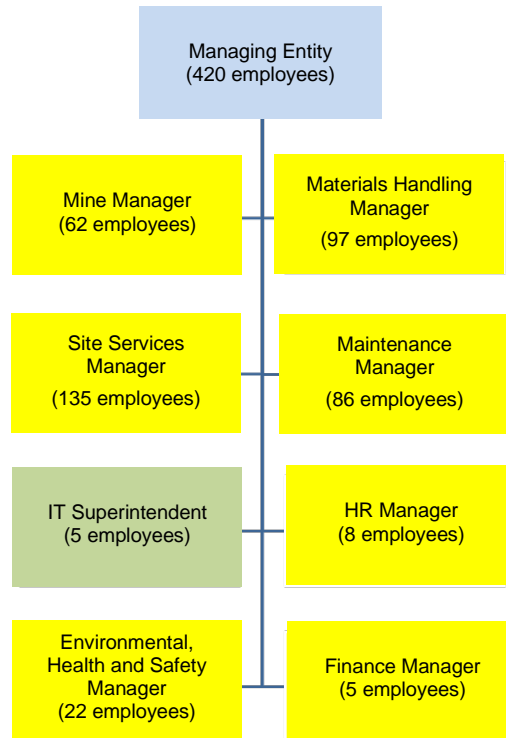 Managing Entity
(420 employees)
Mine Manager
(62 employees)
Materials Handling
Manager
(97 employees)
Site Services
Manager
(135 employees)
Maintenance
Manager
(86 employees)
IT Superintendent
(5 employees)
HR Manager
(8 employees)
Environmental,
Health and Safety
Manager
(22 employees)
Finance Manager
(5 employees)